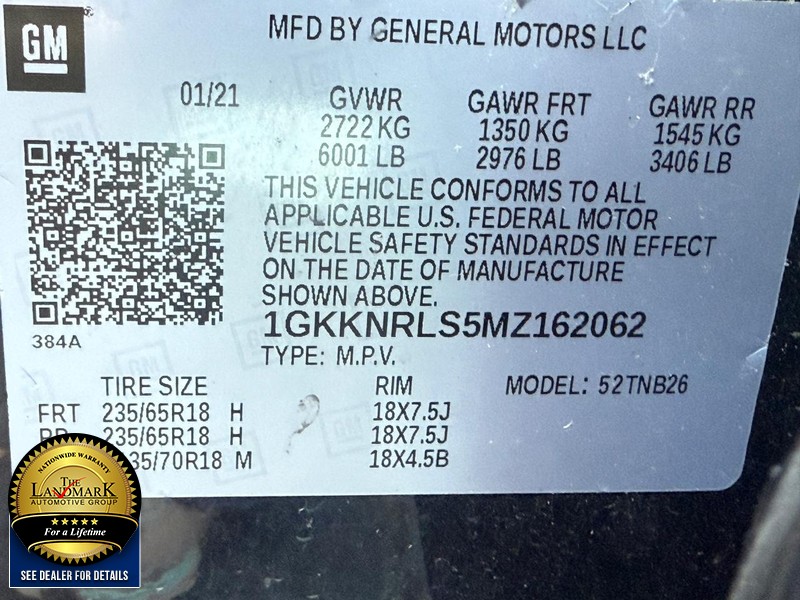 GM
MFD BY GENERAL MOTORS LLC
01/21 GVWR GAWR FRT GAWR RR
2722 KG 1350 KG 1545 KG
6001 LB 2976 LB 3406 LB
THIS VEHICLE CONFORMS TO ALL
APPLICABLE U.S. FEDERAL MOTOR
VEHICLE SAFETY STANDARDS IN EFFECT
ON THE DATE OF MANUFACTURE
SHOWN ABOVE.
384A
1GKKNRLS5MZ162062
TYPE: M.P.V.
TIRE SIZE RIM MODEL: 52TNB26
FRT 235/65R18 H 18X7.5J
235/65R18 H 18X7.5J
35/70R18 M 18X4.5B
NATIONWIDE WARRANTY
THE
LANDMARK
AUTOMOTIVE GROUP
For a Lifetime
SEE DEALER FOR DETAILS